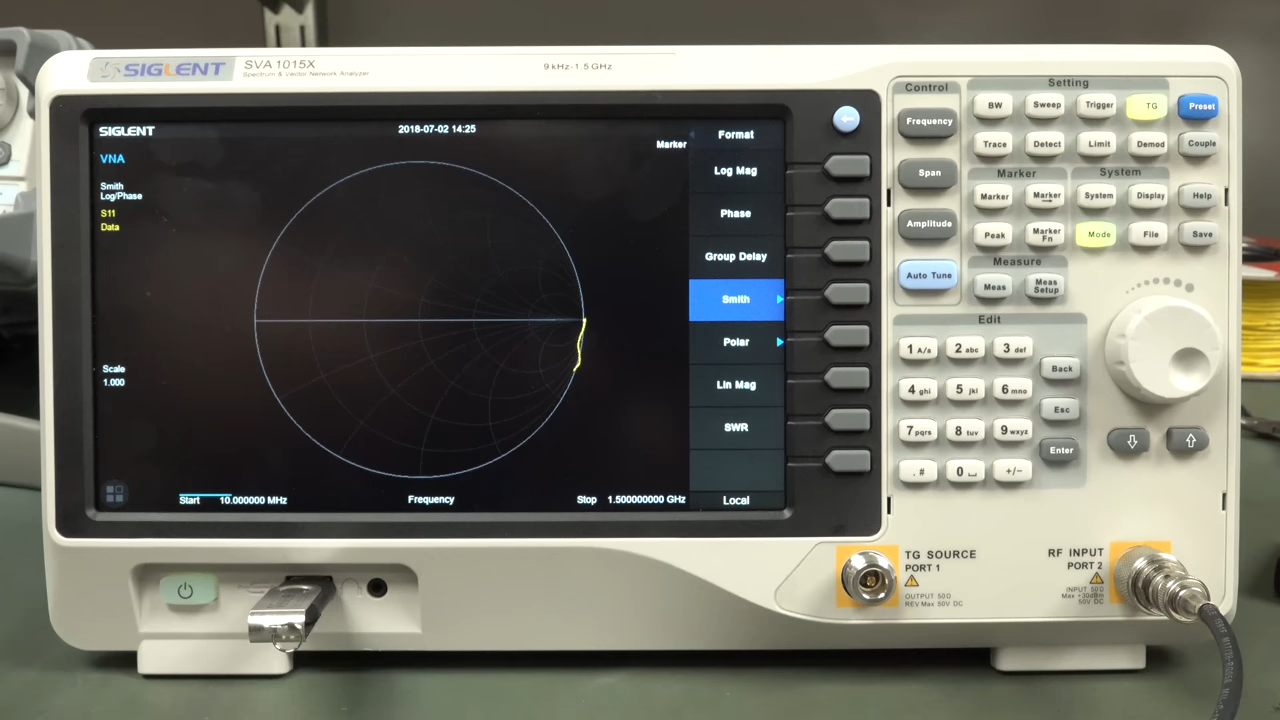 SIGLENT
SVA1015X
Spectrum & Vector Network Analyzer
9 kHz-1.5 GHz
SIGLENT
2018-07-02 14:25
Marker
VNA
Smith
Log/Phase
S11
Data
Scale
1.000
Start 10.000000 MHz
Frequency
Stop 1.500000000 GHz
Format
Log Mag
Phase
Group Delay
Smith
Polar
Lin Mag
SWR
Local
Control
Frequency
Span
Amplitude
Auto Tune
Setting
BW Sweep Trigger TG Preset
Trace Detect Limit Demod Couple
Marker
System
Marker Marker→ System Display Help
Peak Marker Fn Mode File Save
Measure
Meas Meas Setup
Edit
1 A/a 2 abc 3 def
4 ghi 5 jkl 6 mno
7 pqrs 8 tuv 9 wxyz
. # 0 +/-
Back
Esc
Enter
TG SOURCE
PORT 1
OUTPUT 50Ω
REV Max 50V DC
RF INPUT
PORT 2
INPUT 50Ω
Max +30dBm
50V DC